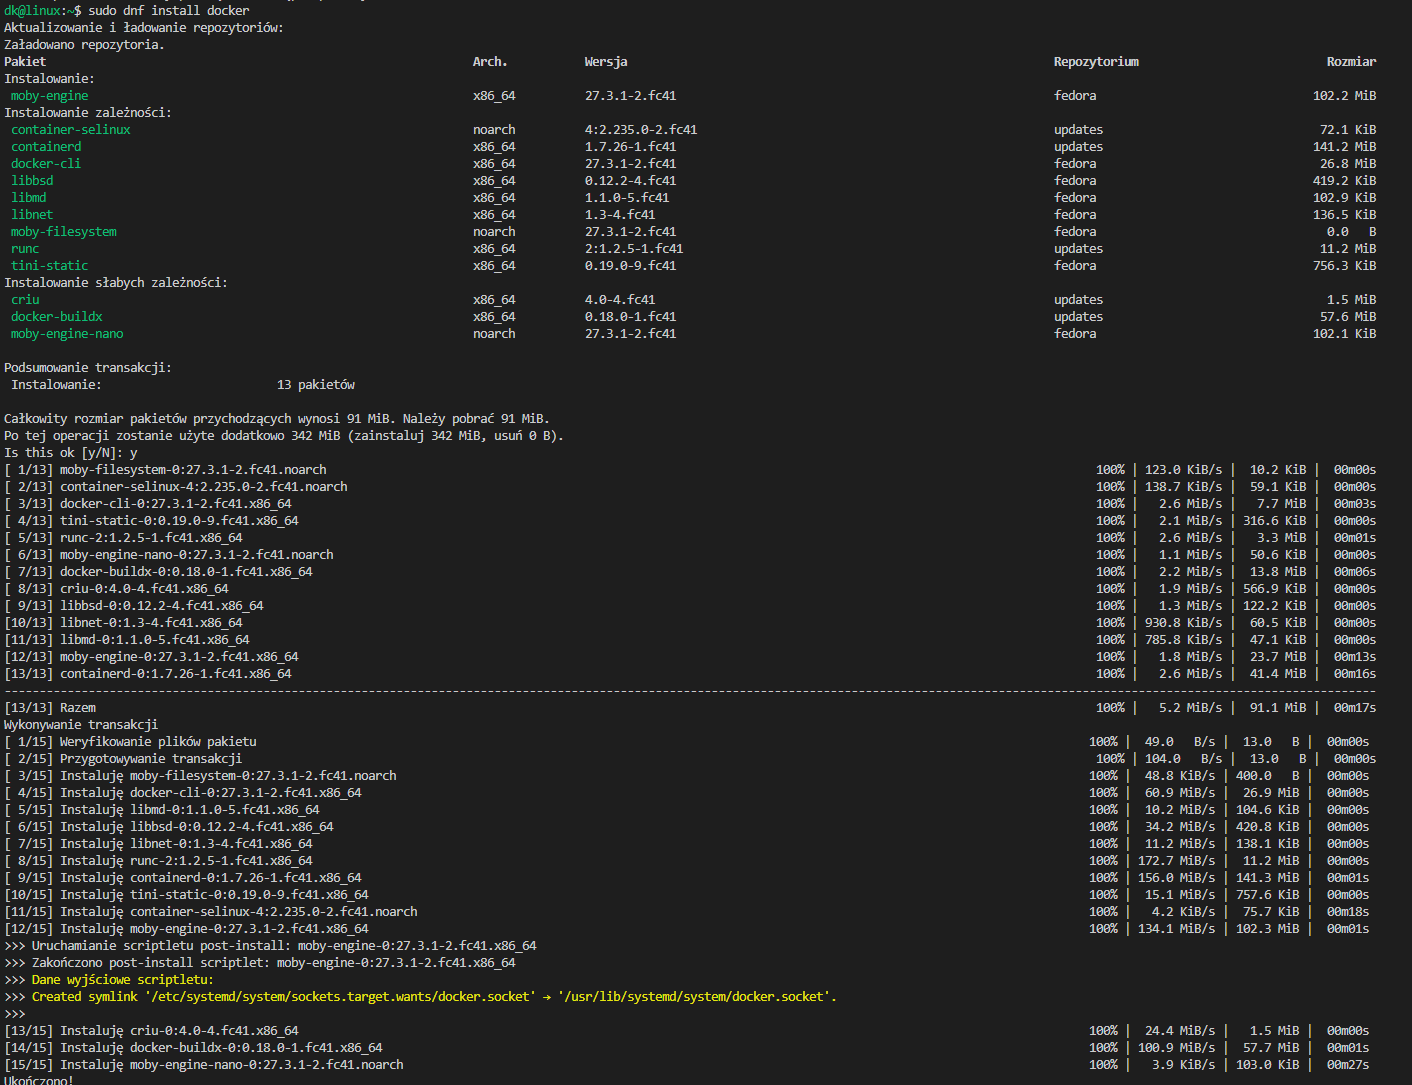 dk@linux:~$ sudo dnf install docker
Aktualizowanie i ładowanie repozytoriów:
Załadowano repozytoria.
Pakiet Arch. Wersja Repozytorium Rozmiar
Instalowanie:
moby-engine x86_64 27.3.1-2.fc41 fedora 102.2 MiB
Instalowanie zależności:
container-selinux noarch 4:2.235.0-2.fc41 updates 72.1 KiB
containerd x86_64 1.7.26-1.fc41 updates 141.2 MiB
docker-cli x86_64 27.3.1-2.fc41 fedora 26.8 MiB
libbsd x86_64 0.12.2-4.fc41 fedora 419.2 KiB
libmd x86_64 1.1.0-5.fc41 fedora 102.9 KiB
libnet x86_64 1.3-4.fc41 fedora 136.5 KiB
moby-filesystem noarch 27.3.1-2.fc41 fedora 0.0 B
runc x86_64 2:1.2.5-1.fc41 updates 11.2 MiB
tini-static x86_64 0.19.0-9.fc41 fedora 756.3 KiB
Instalowanie słabych zależności:
criu x86_64 4.0-4.fc41 updates 1.5 MiB
docker-buildx x86_64 0.18.0-1.fc41 updates 57.6 MiB
moby-engine-nano noarch 27.3.1-2.fc41 fedora 102.1 KiB
Podsumowanie transakcji:
Instalowanie: 13 pakietów
Całkowity rozmiar pakietów przychodzących wynosi 91 MiB. Należy pobrać 91 MiB.
Po tej operacji zostanie użyte dodatkowo 342 MiB (zainstaluj 342 MiB, usuń 0 B).
Is this ok [y/N]: y
[ 1/13] moby-filesystem-0:27.3.1-2.fc41.noarch 100% | 123.0 KiB/s | 10.2 KiB | 00m00s
[ 2/13] container-selinux-4:2.235.0-2.fc41.noarch 100% | 138.7 KiB/s | 59.1 KiB | 00m00s
[ 3/13] docker-cli-0:27.3.1-2.fc41.x86_64 100% | 2.6 MiB/s | 7.7 MiB | 00m03s
[ 4/13] tini-static-0:0.19.0-9.fc41.x86_64 100% | 2.1 MiB/s | 316.6 KiB | 00m00s
[ 5/13] runc-2:1.2.5-1.fc41.x86_64 100% | 2.6 MiB/s | 3.3 MiB | 00m01s
[ 6/13] moby-engine-nano-0:27.3.1-2.fc41.noarch 100% | 1.1 MiB/s | 50.6 KiB | 00m00s
[ 7/13] docker-buildx-0:0.18.0-1.fc41.x86_64 100% | 2.2 MiB/s | 13.8 MiB | 00m06s
[ 8/13] criu-0:4.0-4.fc41.x86_64 100% | 1.9 MiB/s | 566.9 KiB | 00m00s
[ 9/13] libbsd-0:0.12.2-4.fc41.x86_64 100% | 1.3 MiB/s | 122.2 KiB | 00m00s
[10/13] libnet-0:1.3-4.fc41.x86_64 100% | 930.8 KiB/s | 60.5 KiB | 00m00s
[11/13] libmd-0:1.1.0-5.fc41.x86_64 100% | 785.8 KiB/s | 47.1 KiB | 00m00s
[12/13] moby-engine-0:27.3.1-2.fc41.x86_64 100% | 1.8 MiB/s | 23.7 MiB | 00m13s
[13/13] containerd-0:1.7.26-1.fc41.x86_64 100% | 2.6 MiB/s | 41.4 MiB | 00m16s
[13/13] Razem 100% | 5.2 MiB/s | 91.1 MiB | 00m17s
Wykonywanie transakcji
[ 1/15] Weryfikowanie plików pakietu 100% | 49.0 B/s | 13.0 B | 00m00s
[ 2/15] Przygotowywanie transakcji 100% | 104.0 B/s | 13.0 B | 00m00s
[ 3/15] Instaluję moby-filesystem-0:27.3.1-2.fc41.noarch 100% | 48.8 KiB/s | 400.0 B | 00m00s
[ 4/15] Instaluję docker-cli-0:27.3.1-2.fc41.x86_64 100% | 60.9 MiB/s | 26.9 MiB | 00m00s
[ 5/15] Instaluję libmd-0:1.1.0-5.fc41.x86_64 100% | 10.2 MiB/s | 104.6 KiB | 00m00s
[ 6/15] Instaluję libbsd-0:0.12.2-4.fc41.x86_64 100% | 34.2 MiB/s | 420.8 KiB | 00m00s
[ 7/15] Instaluję libnet-0:1.3-4.fc41.x86_64 100% | 11.2 MiB/s | 138.1 KiB | 00m00s
[ 8/15] Instaluję runc-2:1.2.5-1.fc41.x86_64 100% | 172.7 MiB/s | 11.2 MiB | 00m00s
[ 9/15] Instaluję containerd-0:1.7.26-1.fc41.x86_64 100% | 156.0 MiB/s | 141.3 MiB | 00m01s
[10/15] Instaluję tini-static-0:0.19.0-9.fc41.x86_64 100% | 15.1 MiB/s | 757.6 KiB | 00m00s
[11/15] Instaluję container-selinux-4:2.235.0-2.fc41.noarch 100% | 4.2 KiB/s | 75.7 KiB | 00m18s
[12/15] Instaluję moby-engine-0:27.3.1-2.fc41.x86_64 100% | 134.1 MiB/s | 102.3 MiB | 00m01s
>>> Uruchamianie scriptletu post-install: moby-engine-0:27.3.1-2.fc41.x86_64
>>> Zakończono post-install scriptlet: moby-engine-0:27.3.1-2.fc41.x86_64
>>> Dane wyjściowe scriptletu:
>>> Created symlink '/etc/systemd/system/sockets.target.wants/docker.socket' → '/usr/lib/systemd/system/docker.socket'.
>>>
[13/15] Instaluję criu-0:4.0-4.fc41.x86_64 100% | 24.4 MiB/s | 1.5 MiB | 00m00s
[14/15] Instaluję docker-buildx-0:0.18.0-1.fc41.x86_64 100% | 100.9 MiB/s | 57.7 MiB | 00m01s
[15/15] Instaluję moby-engine-nano-0:27.3.1-2.fc41.noarch 100% | 3.9 KiB/s | 103.0 KiB | 00m27s
Ukończono!